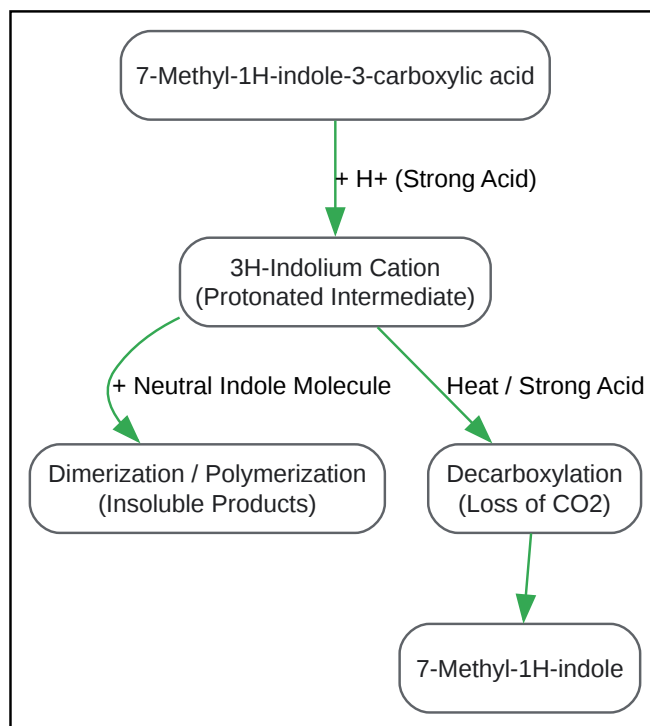 7-Methyl-1H-indole-3-carboxylic acid
+ H+ (Strong Acid)
3H-Indolium Cation
(Protonated Intermediate)
+ Neutral Indole Molecule
Heat / Strong Acid
Dimerization / Polymerization
(Insoluble Products)
Decarboxylation
(Loss of CO2)
7-Methyl-1H-indole